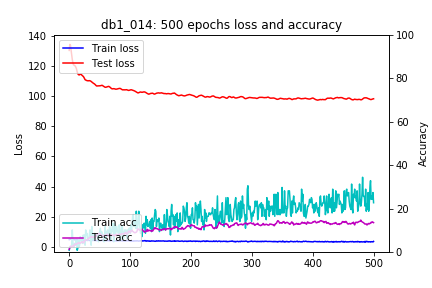 db1_014: 500 epochs loss and accuracy
140
120
100
80
60
40
20
0
Loss
Train loss
Test loss
Train acc
Test acc
0
100
200
300
400
500
100
80
60
40
20
0
Accuracy